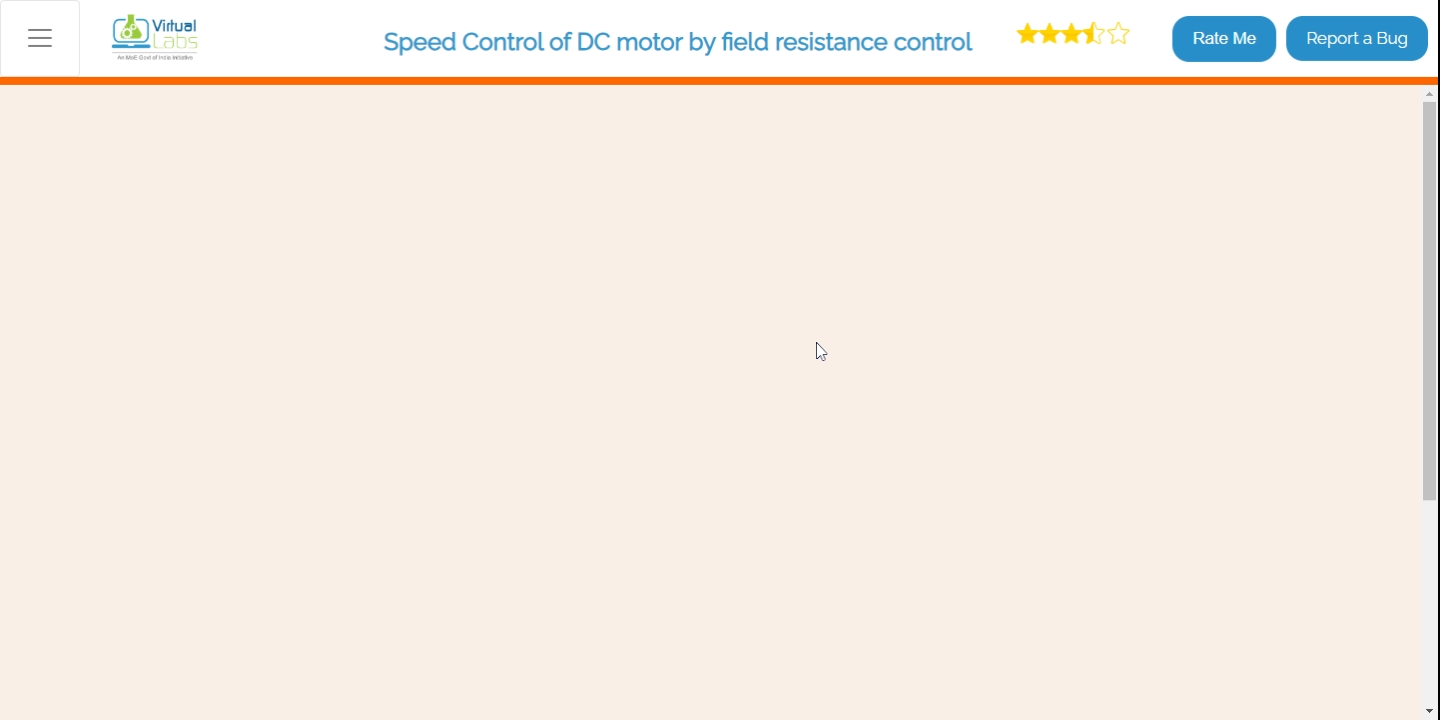 Virtual
Labs
An MoE Govt of India Initiative
Speed Control of DC motor by field resistance control
Rate Me
Report a Bug